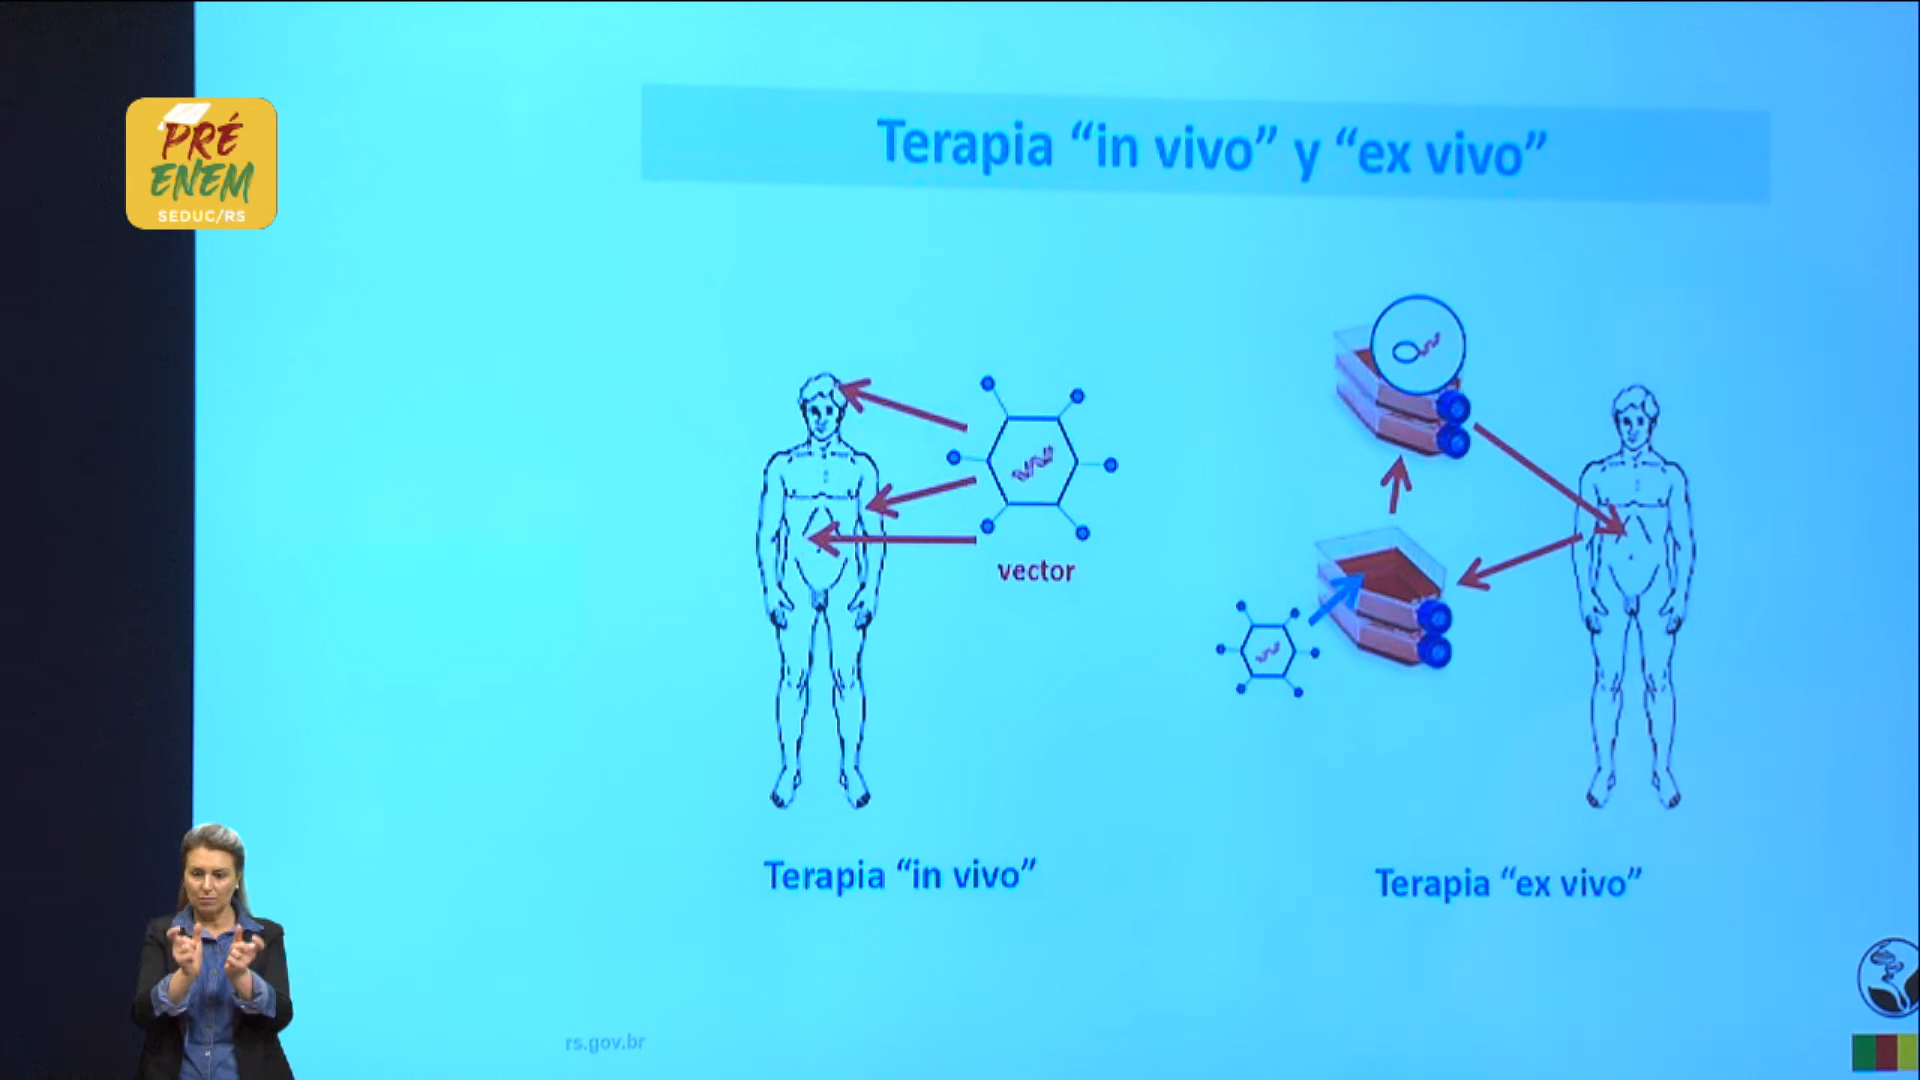 PRÉ
ENEM
SEDUC/RS
Terapia “in vivo” y “ex vivo”
vector
Terapia “in vivo”
Terapia “ex vivo”
rs.gov.br